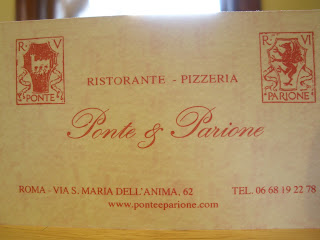 R. V
PONTE
R. VI
PARIONE
RISTORANTE - PIZZERIA
Ponte & Parione
ROMA - VIA S. MARIA DELL'ANIMA, 62
TEL. 06 68 19 22 78
www.ponteeparione.com